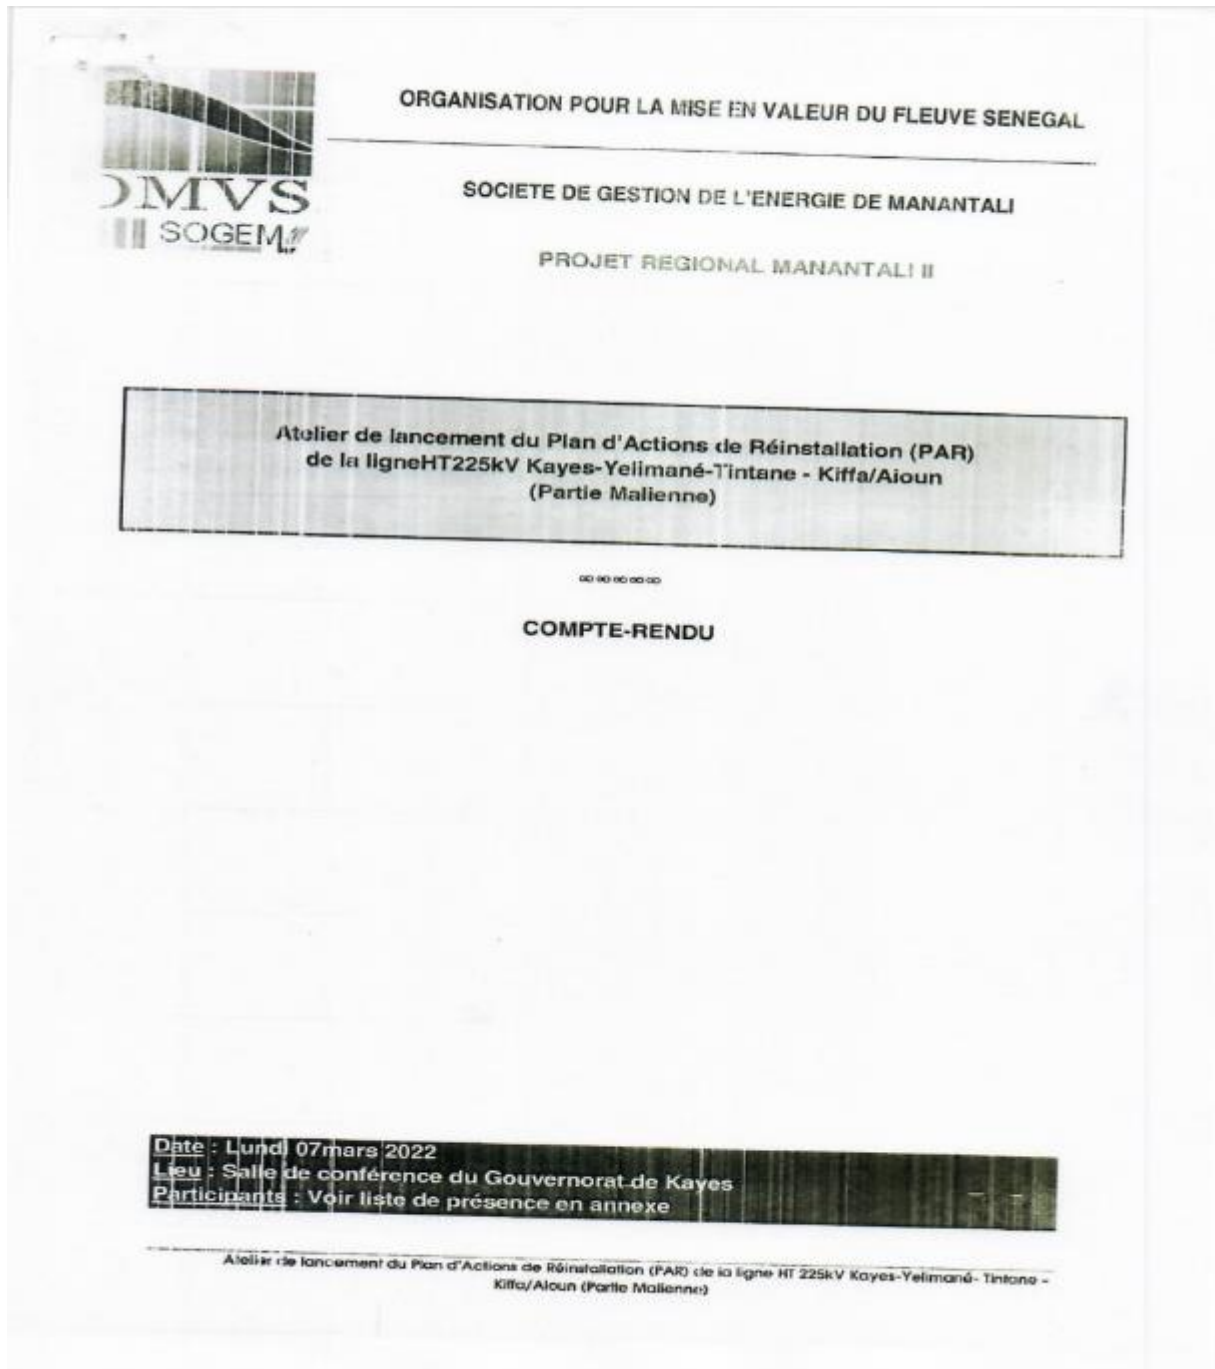 ORGANISATION POUR LA MISE EN VALEUR DU FLEUVE SENEGAL
OMVS
SOGEM
SOCIETE DE GESTION DE L'ENERGIE DE MANANTALI
PROJET REGIONAL MANANTALI II
Atelier de lancement du Plan d'Actions de Réinstallation (PAR)
de la ligneHT225kV Kayes-Yelimané-Tintane - Kiffa/Aioun
(Partie Malienne)
∞∞∞∞∞
COMPTE-RENDU
Date : Lundi 07mars 2022
Lieu : Salle de conférence du Gouvernorat de Kayes
Participants : Voir liste de présence en annexe
Atelier de lancement du Plan d'Actions de Réinstallation (PAR) de la ligne HT 225kV Kayes-Yelimané- Tintane -
Kiffa/Aioun (Partie Malienne)